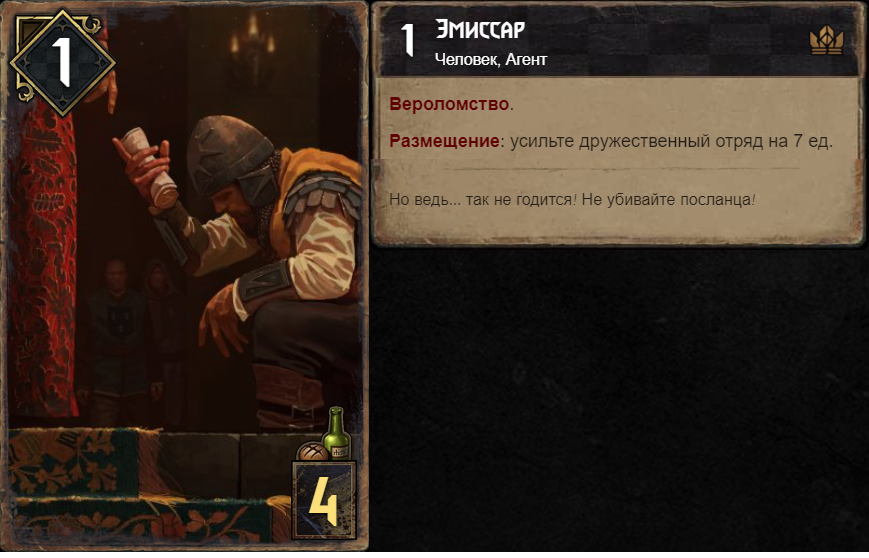 1
1 Эмиссар
Человек, Агент
Вероломство.
Размещение: усильте дружественный отряд на 7 ед.
Но ведь... так не годится! Не убивайте посланца!
4